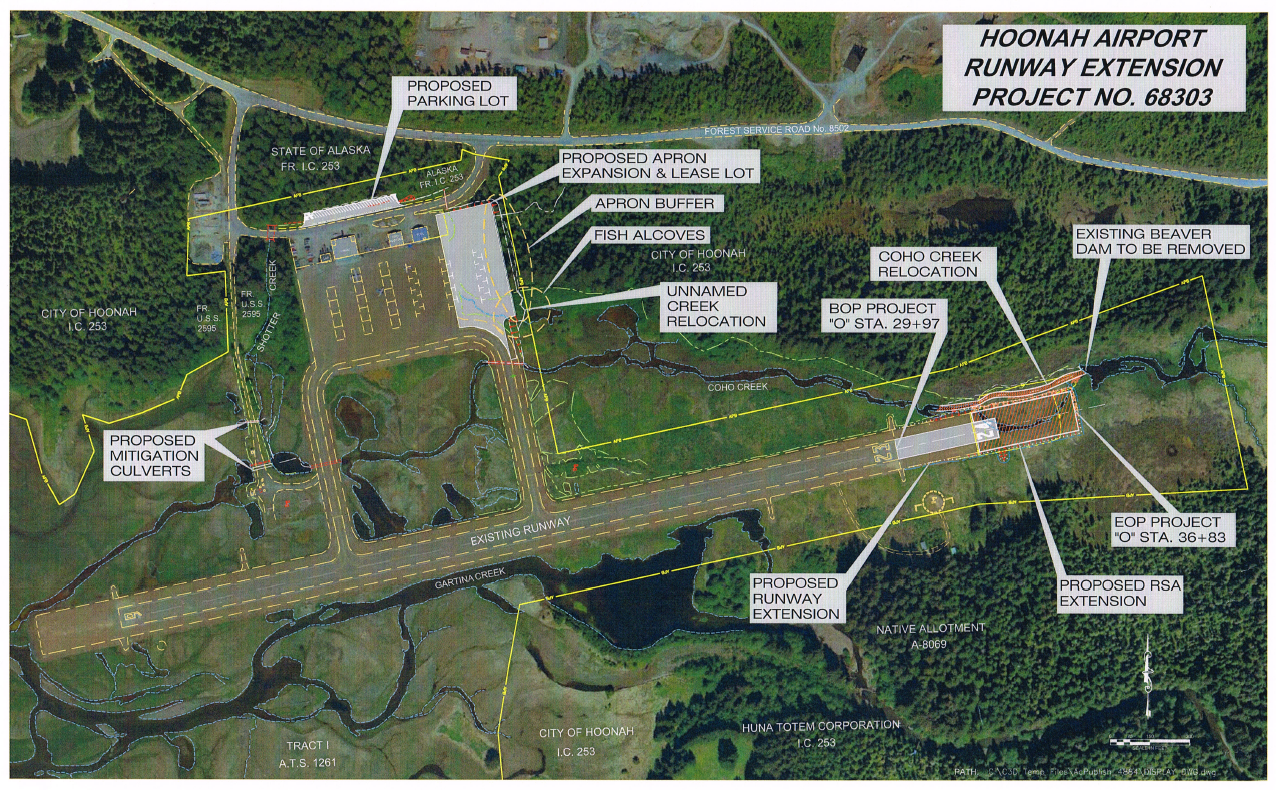 HOONAH AIRPORT
RUNWAY EXTENSION
PROJECT NO. 68303
PROPOSED
PARKING LOT
FOREST SERVICE ROAD No. 8502
STATE OF ALASKA
FR. I.C. 253
ALASKA
FR. I.C. 253
PROPOSED APRON
EXPANSION & LEASE LOT
APRON BUFFER
FISH ALCOVES
CITY OF HOONAH
I.C. 253
UNNAMED
CREEK
RELOCATION
COHO CREEK
RELOCATION
EXISTING BEAVER
DAM TO BE REMOVED
BOP PROJECT
"O" STA. 29+97
CITY OF HOONAH
I.C. 253
FR.
U.S.S.
2595
FR.
U.S.S.
2595
SHOTTER CREEK
COHO CREEK
PROPOSED
MITIGATION
CULVERTS
23
24
EXISTING RUNWAY
GARTINA CREEK
EOP PROJECT
"O" STA. 36+83
PROPOSED
RUNWAY
EXTENSION
PROPOSED RSA
EXTENSION
NATIVE ALLOTMENT
A-8069
CITY OF HOONAH
I.C. 253
HUNA TOTEM CORPORATION
I.C. 253
TRACT I
A.T.S. 1261
PATH: